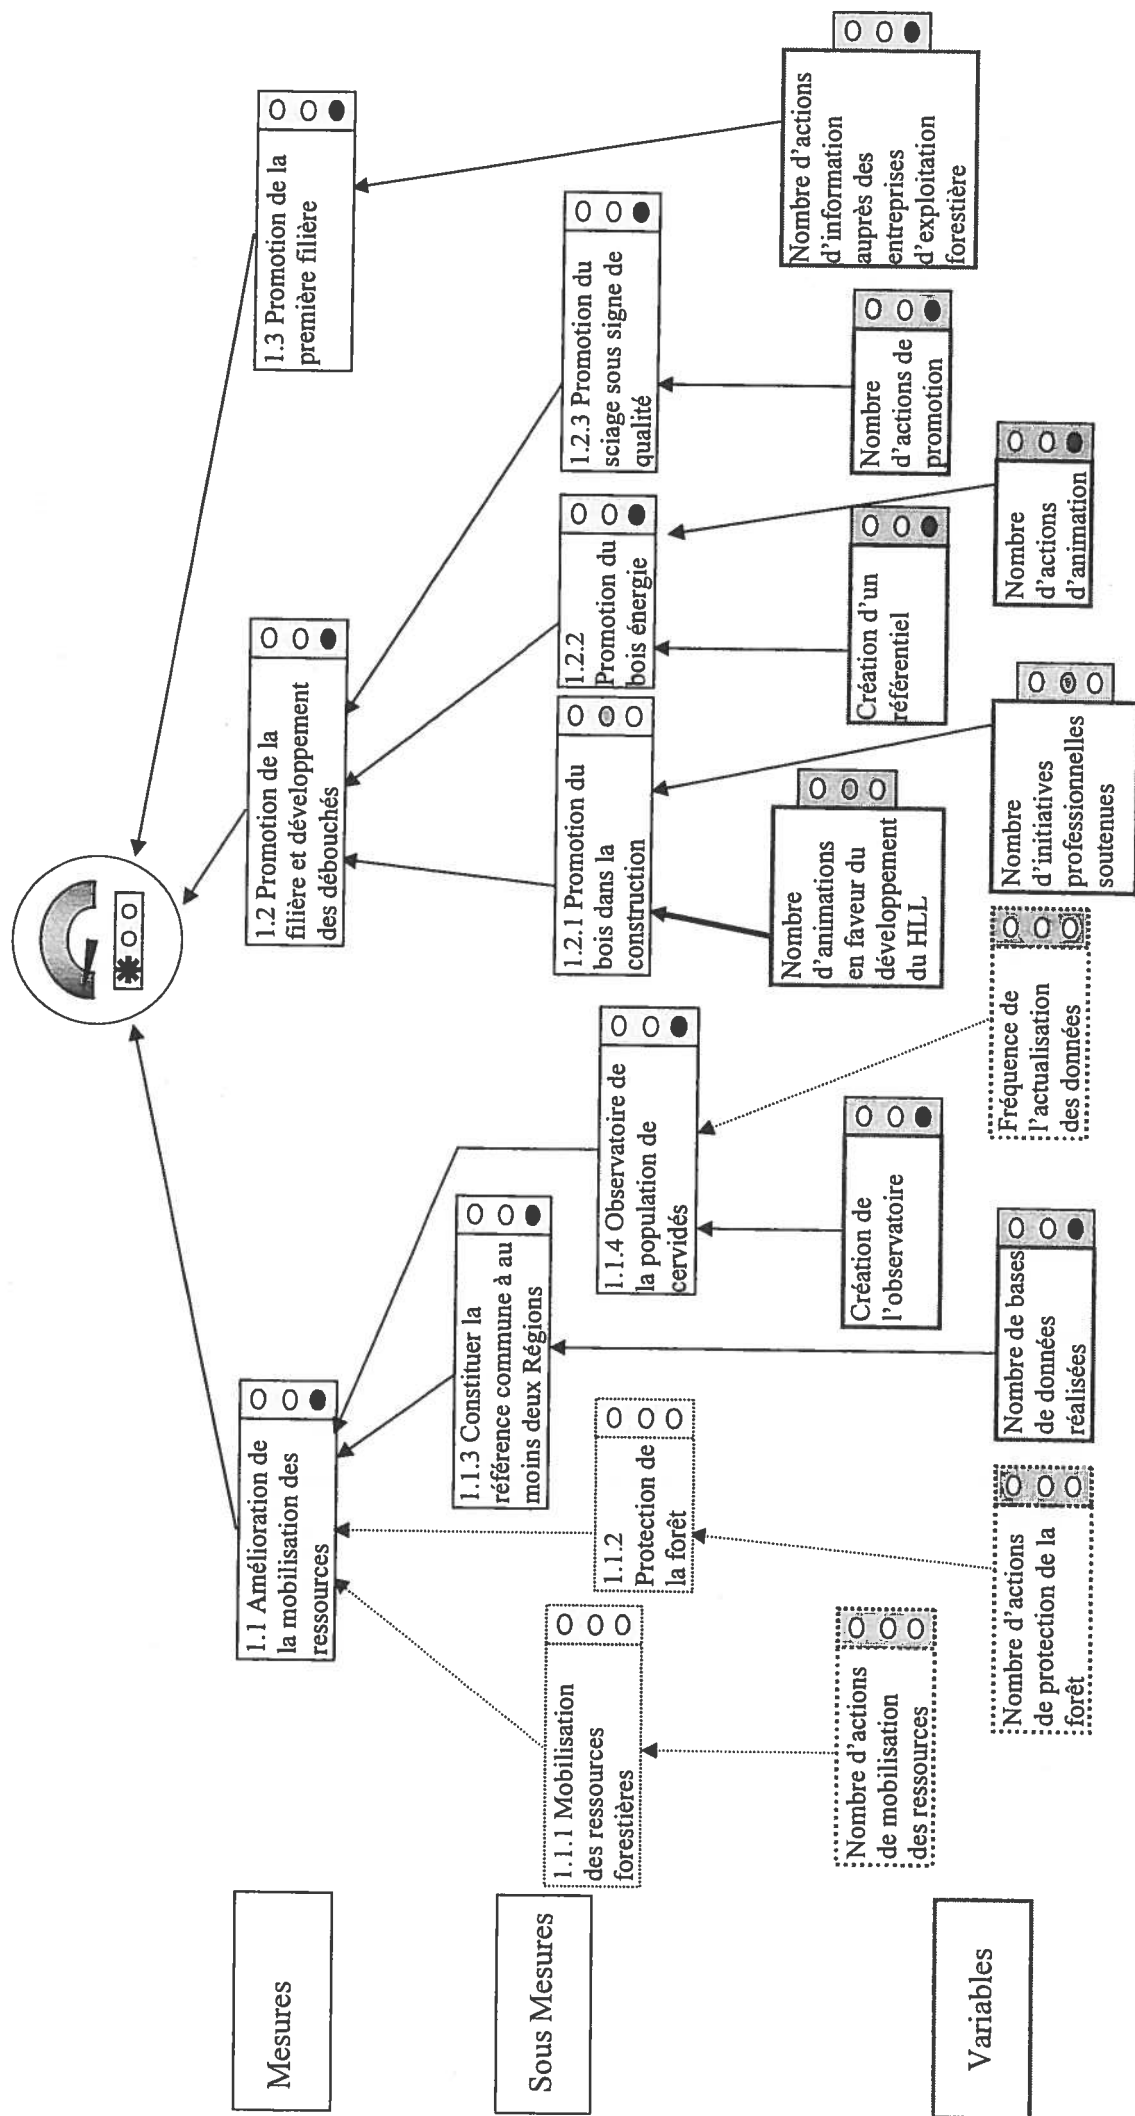 Mesures
1.1 Amélioration de
la mobilisation des
ressources
1.2 Promotion de la
filière et développement
des débouchés
1.3 Promotion de la
première filière
Sous Mesures
1.1.1 Mobilisation
des ressources
forestières
1.1.2
Protection de
la forêt
1.1.3 Constituer la
référence commune à au
moins deux Régions
1.1.4 Observatoire de
la population de
cervidés
1.2.1 Promotion du
bois dans la
construction
1.2.2
Promotion du
bois énergie
1.2.3 Promotion du
sciage sous signe de
qualité
Variables
Nombre d'actions
de mobilisation
des ressources
Nombre d'actions
de protection de la
forêt
Nombre de bases
de données
réalisées
Création de
l'observatoire
Fréquence de
l'actualisation
des données
Nombre
d'animations
en faveur du
développement
du HLL
Nombre
d'initiatives
professionnelles
soutenues
Création d'un
référentiel
Nombre
d'actions
d'animation
Nombre
d'actions de
promotion
Nombre d'actions
d'information
auprès des
entreprises
d'exploitation
forestière